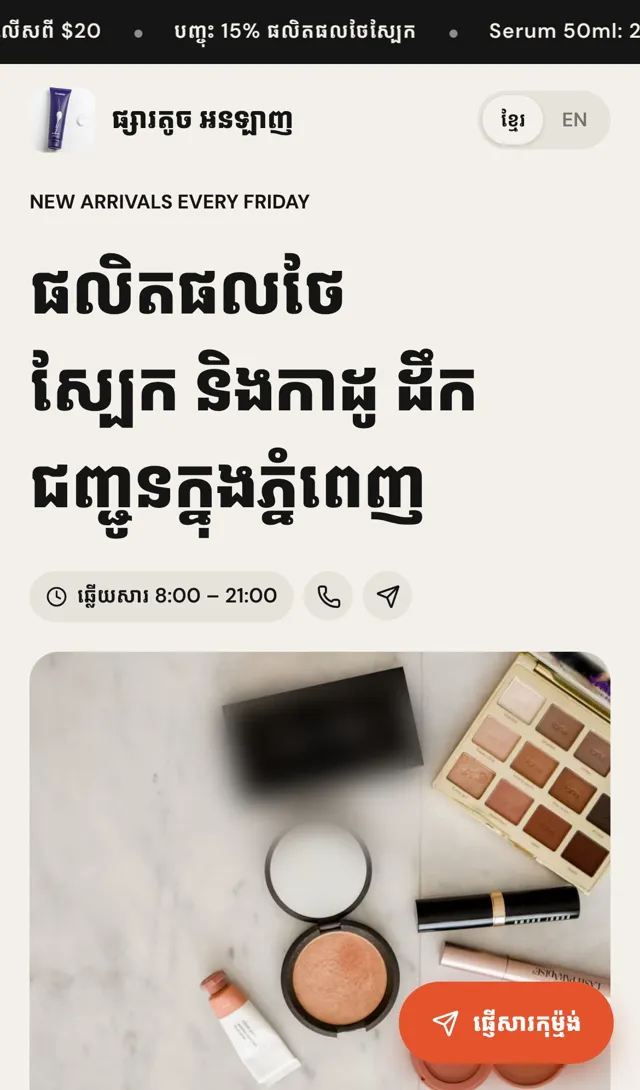 លើសពី $20 • បញ្ចុះ 15% ផលិតផលថែស្បែក • Serum 50ml: 2
ផ្សារតូច អនឡាញ
ខ្មែរ EN
NEW ARRIVALS EVERY FRIDAY
ផលិតផលថែ
ស្បែក និងកាដូ ដឹក
ជញ្ជូនក្នុងភ្នំពេញ
ឆ្លើយសារ 8:00 – 21:00
ផ្ញើសារកុម្ម៉ង់